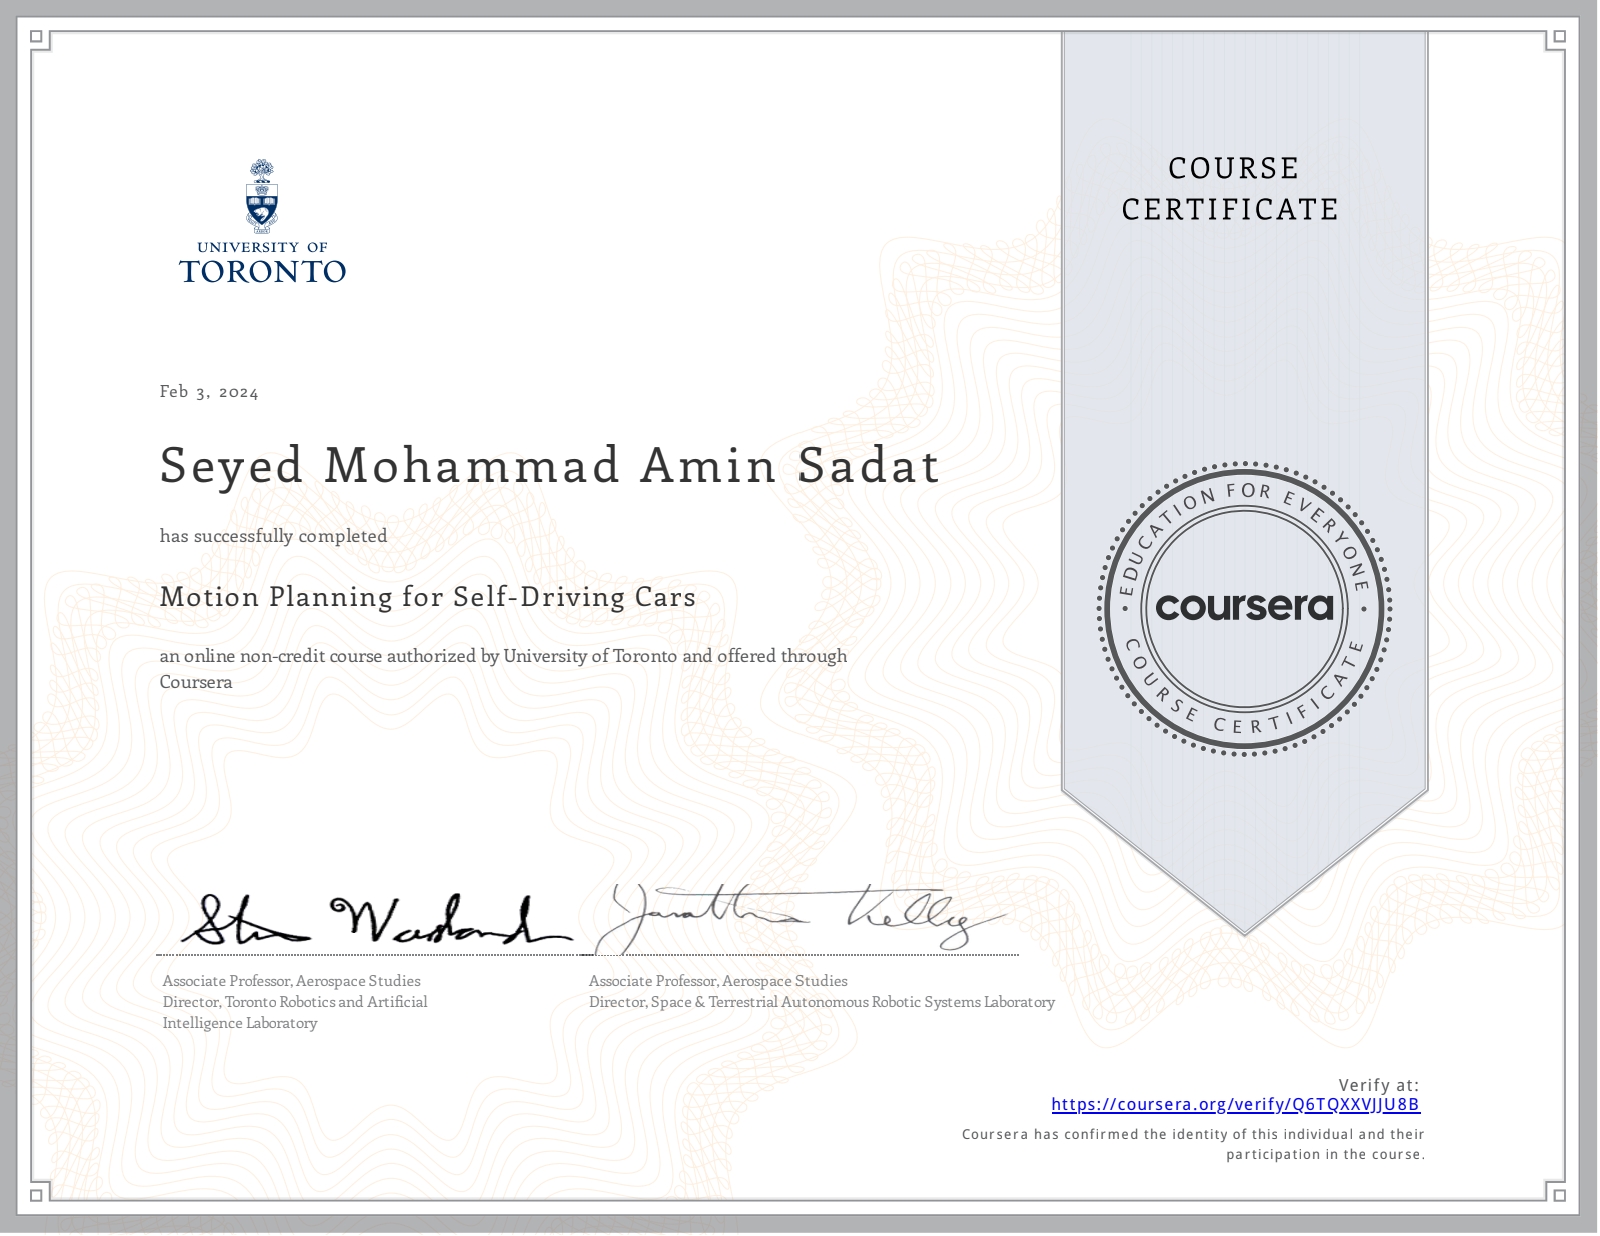 UNIVERSITY OF
TORONTO
COURSE
CERTIFICATE
Feb 3, 2024
Seyed Mohammad Amin Sadat
has successfully completed
Motion Planning for Self-Driving Cars
an online non-credit course authorized by University of Toronto and offered through
Coursera
EDUCATION FOR EVERYONE
coursera
COURSE CERTIFICATE
Associate Professor, Aerospace Studies
Director, Toronto Robotics and Artificial
Intelligence Laboratory
Jonathan Kelly
Associate Professor, Aerospace Studies
Director, Space & Terrestrial Autonomous Robotic Systems Laboratory
Verify at:
https://coursera.org/verify/Q6TQXXVJJU8B
Coursera has confirmed the identity of this individual and their
participation in the course.